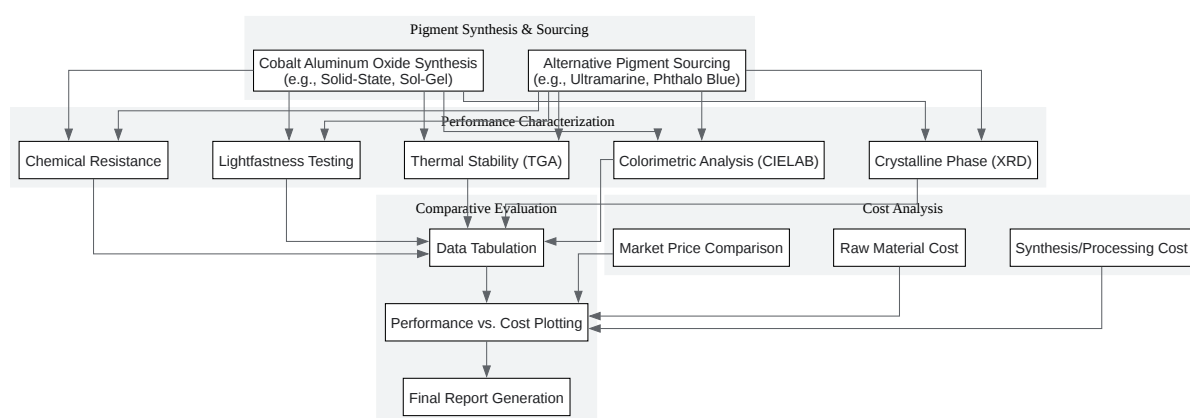 Pigment Synthesis & Sourcing
Cobalt Aluminum Oxide Synthesis
(e.g., Solid-State, Sol-Gel)
Alternative Pigment Sourcing
(e.g., Ultramarine, Phthalo Blue)
Performance Characterization
Chemical Resistance
Lightfastness Testing
Thermal Stability (TGA)
Colorimetric Analysis (CIELAB)
Crystalline Phase (XRD)
Comparative Evaluation
Cost Analysis
Data Tabulation
Market Price Comparison
Raw Material Cost
Synthesis/Processing Cost
Performance vs. Cost Plotting
Final Report Generation